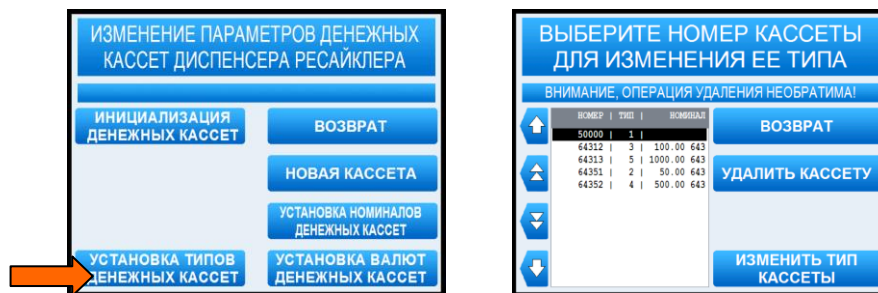 ИЗМЕНЕНИЕ ПАРАМЕТРОВ ДЕНЕЖНЫХ
КАССЕТ ДИСПЕНСЕРА РЕСАЙКЛЕРА
ИНИЦИАЛИЗАЦИЯ
ДЕНЕЖНЫХ КАССЕТ
ВОЗВРАТ
НОВАЯ КАССЕТА
УСТАНОВКА НОМИНАЛОВ
ДЕНЕЖНЫХ КАССЕТ
УСТАНОВКА ТИПОВ
ДЕНЕЖНЫХ КАССЕТ
УСТАНОВКА ВАЛЮТ
ДЕНЕЖНЫХ КАССЕТ
ВЫБЕРИТЕ НОМЕР КАССЕТЫ
ДЛЯ ИЗМЕНЕНИЯ ЕЕ ТИПА
ВНИМАНИЕ, ОПЕРАЦИЯ УДАЛЕНИЯ НЕОБРАТИМА!
НОМЕР | ТИП | НОМИНАЛ
50000 | 1 |
64312 | 3 | 100.00 643
64313 | 5 | 1000.00 643
64351 | 2 | 50.00 643
64352 | 4 | 500.00 643
ВОЗВРАТ
УДАЛИТЬ КАССЕТУ
ИЗМЕНИТЬ ТИП
КАССЕТЫ